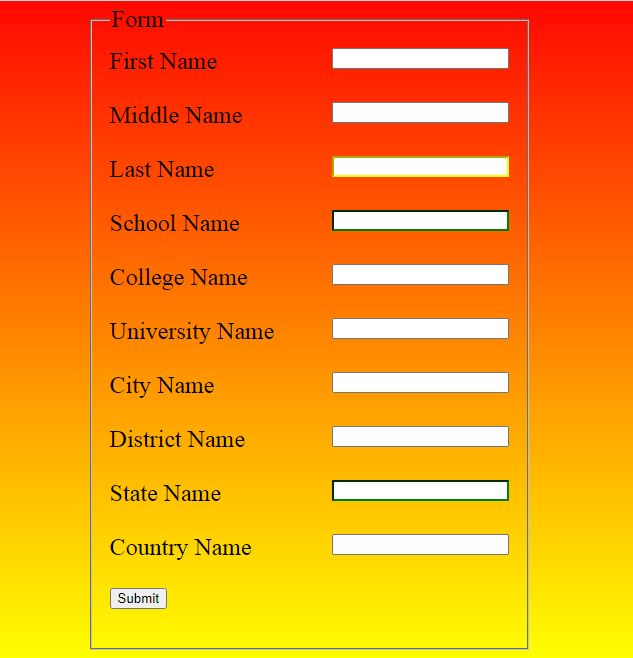 Form
First Name
Middle Name
Last Name
School Name
College Name
University Name
City Name
District Name
State Name
Country Name
Submit